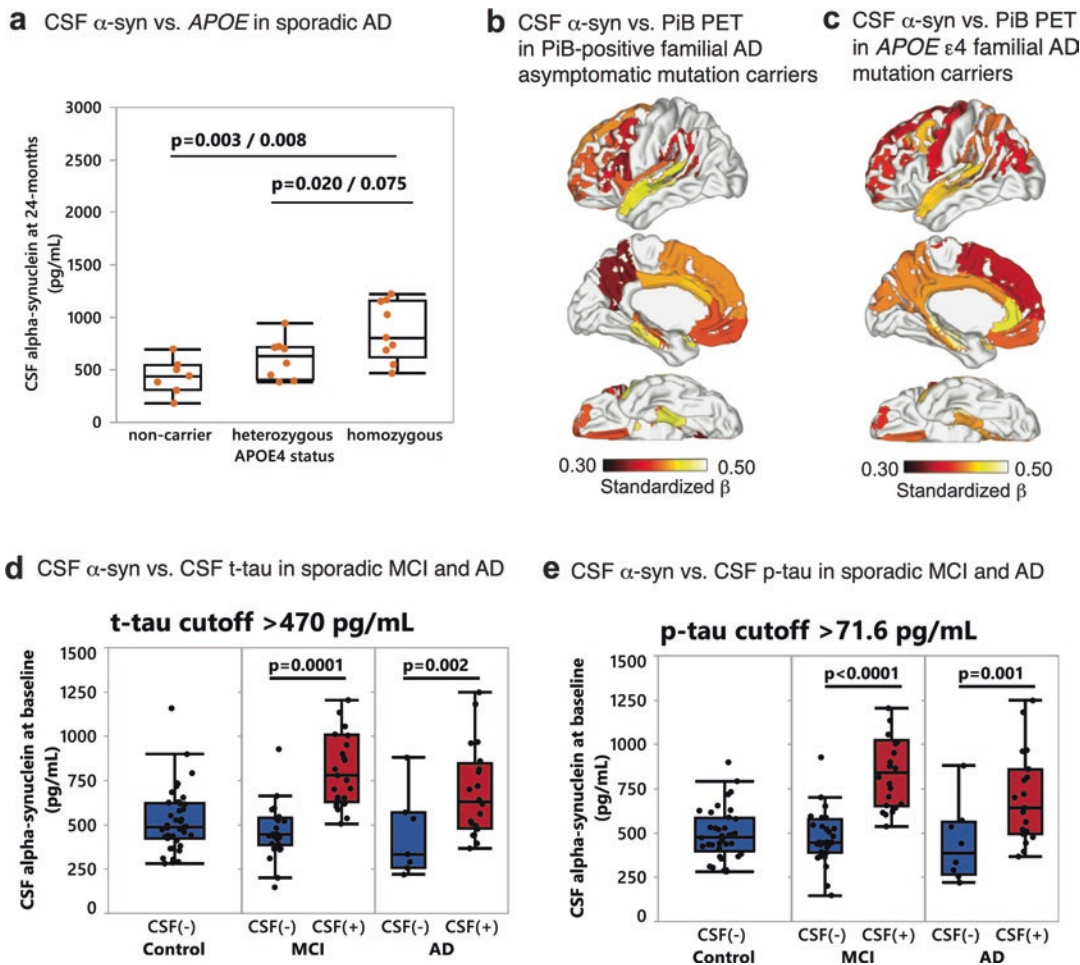 a CSF α-syn vs. APOE in sporadic AD
3000
2500
2000
1500
1000
500
0
CSF alpha-synuclein at 24-months
(pg/mL)
p=0.003 / 0.008
p=0.020 / 0.075
non-carrier heterozygous homozygous
APOE4 status
b CSF α-syn vs. PiB PET
in PiB-positive familial AD
asymptomatic mutation carriers
0.30 0.50
Standardized β
c CSF α-syn vs. PiB PET
in APOE ε4 familial AD
mutation carriers
0.30 0.50
Standardized β
d CSF α-syn vs. CSF t-tau in sporadic MCI and AD
t-tau cutoff >470 pg/mL
1500
1250
1000
750
500
250
0
CSF alpha-synuclein at baseline
(pg/mL)
p=0.0001
p=0.002
CSF(-) CSF(-) CSF(+) CSF(-) CSF(+)
Control MCI AD
e CSF α-syn vs. CSF p-tau in sporadic MCI and AD
p-tau cutoff >71.6 pg/mL
1500
1250
1000
750
500
250
0
CSF alpha-synuclein at baseline
(pg/mL)
p<0.0001
p=0.001
CSF(-) CSF(-) CSF(+) CSF(-) CSF(+)
Control MCI AD